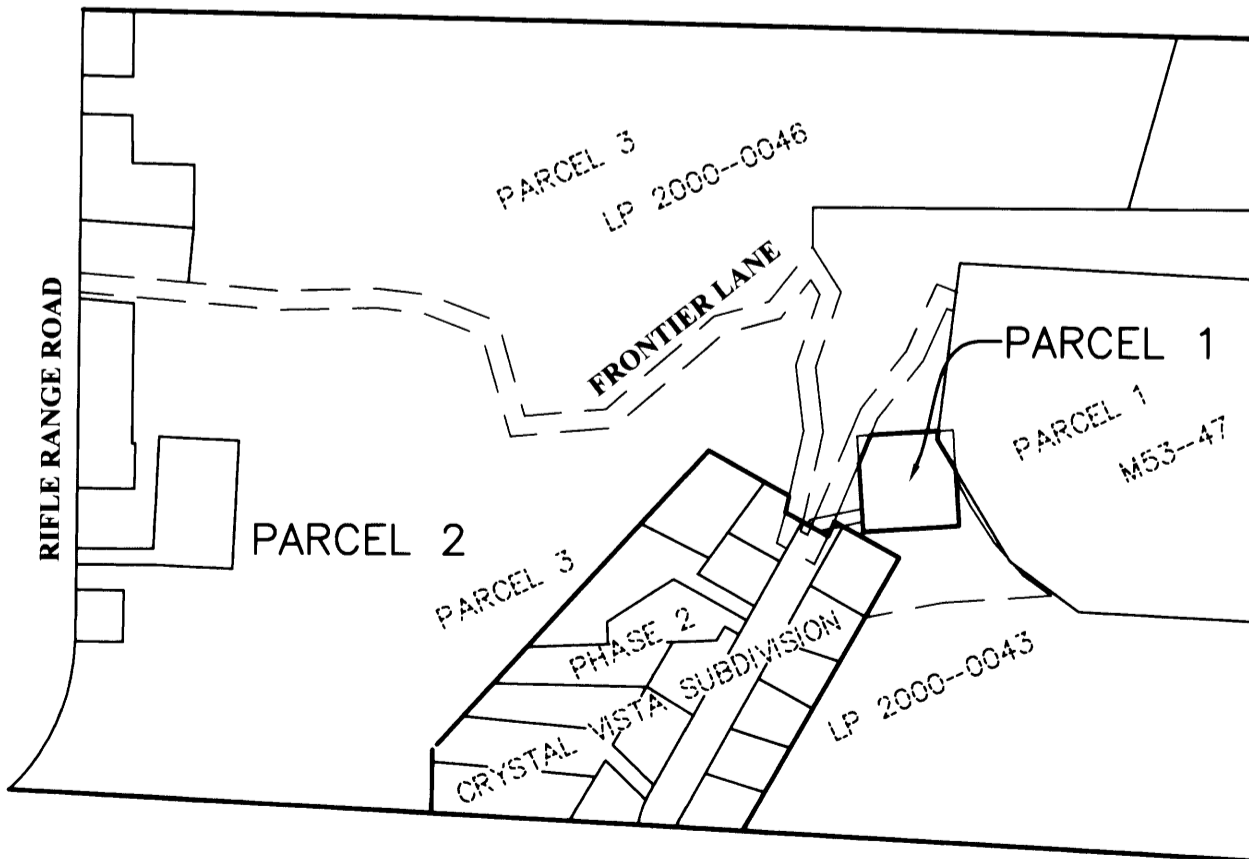 PARCEL 3
LP 2000--0046
FRONTIER LANE
RIFLE RANGE ROAD
PARCEL 1
PARCEL 1
M53--47
PARCEL 2
PARCEL 3
PHASE 2
CRYSTAL VISTA SUBDIVISION
LP 2000--0043